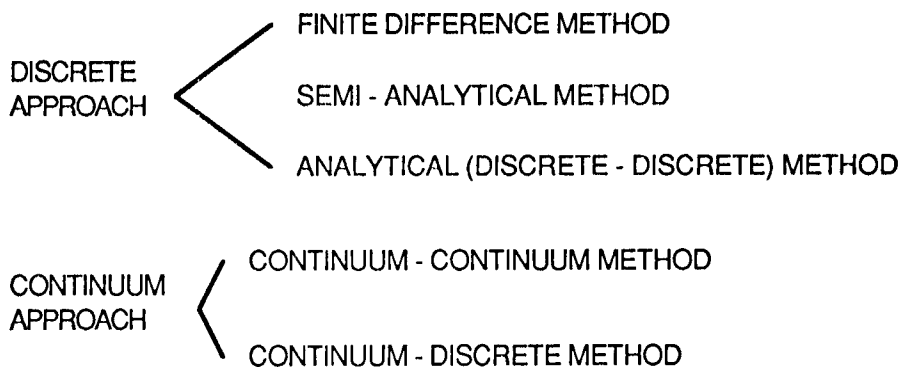 FINITE DIFFERENCE METHOD
DISCRETE
APPROACH
SEMI - ANALYTICAL METHOD
ANALYTICAL (DISCRETE - DISCRETE) METHOD
CONTINUUM - CONTINUUM METHOD
CONTINUUM
APPROACH
CONTINUUM - DISCRETE METHOD